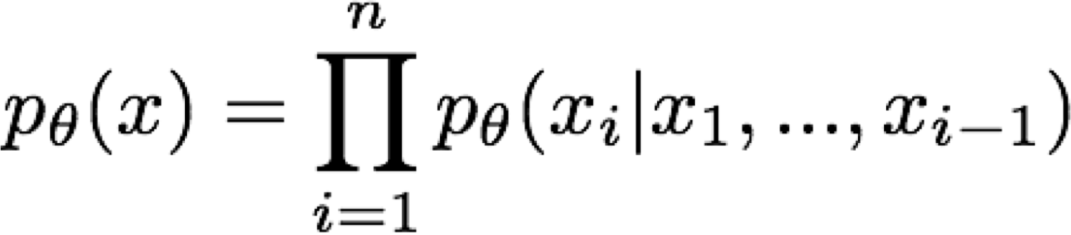 p_θ(x) = ∏_{i=1}^{n} p_θ(x_i|x_1, ..., x_{i−1})